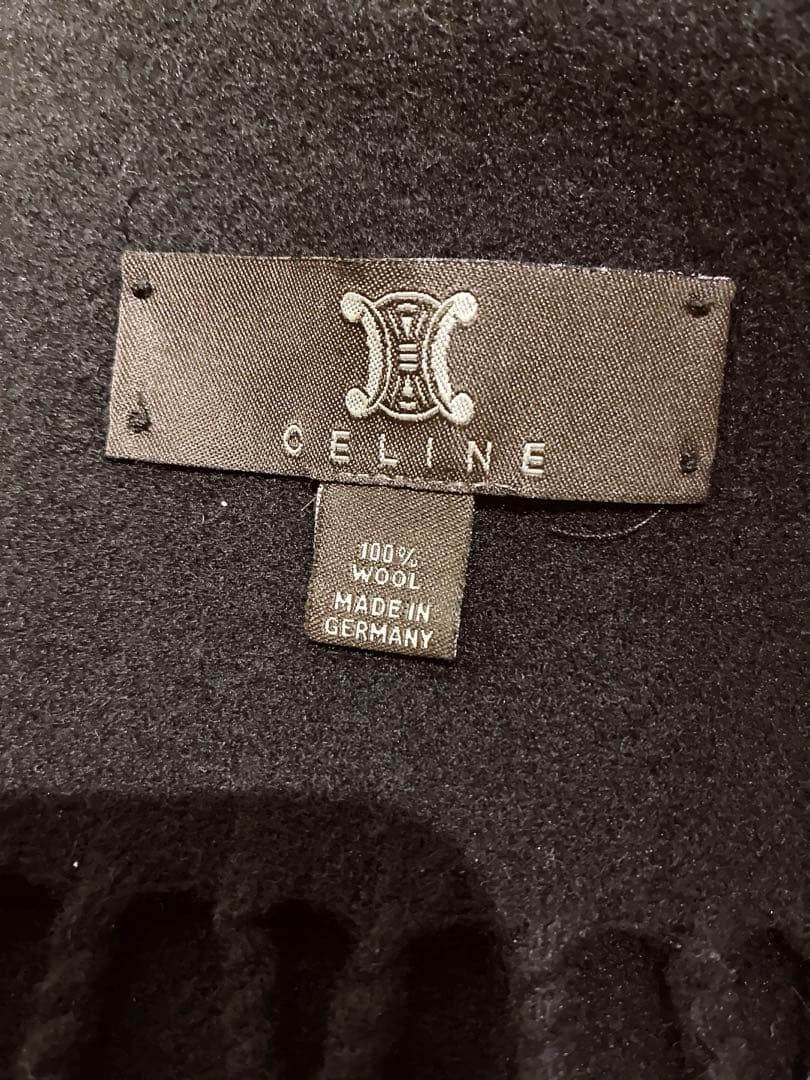 CELINE
100%
WOOL
MADE IN
GERMANY